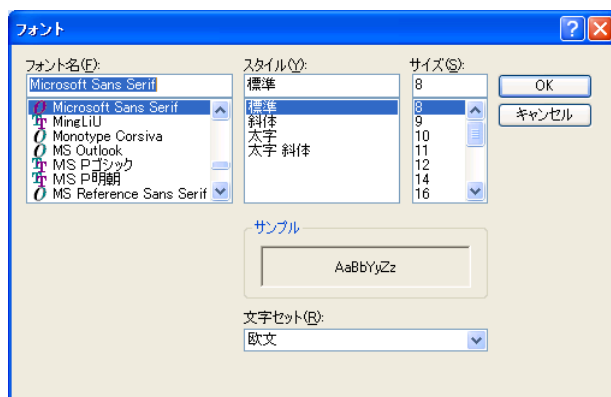 フォント
フォント名(F):
Microsoft Sans Serif
Microsoft Sans Serif
MingLiU
Monotype Corsiva
MS Outlook
MS Pゴシック
MS P明朝
MS Reference Sans Serif
スタイル(Y):
標準
標準
斜体
太字
太字 斜体
サイズ(S):
8
8
9
10
11
12
14
16
OK
キャンセル
サンプル
AaBbYyZz
文字セット(R):
欧文